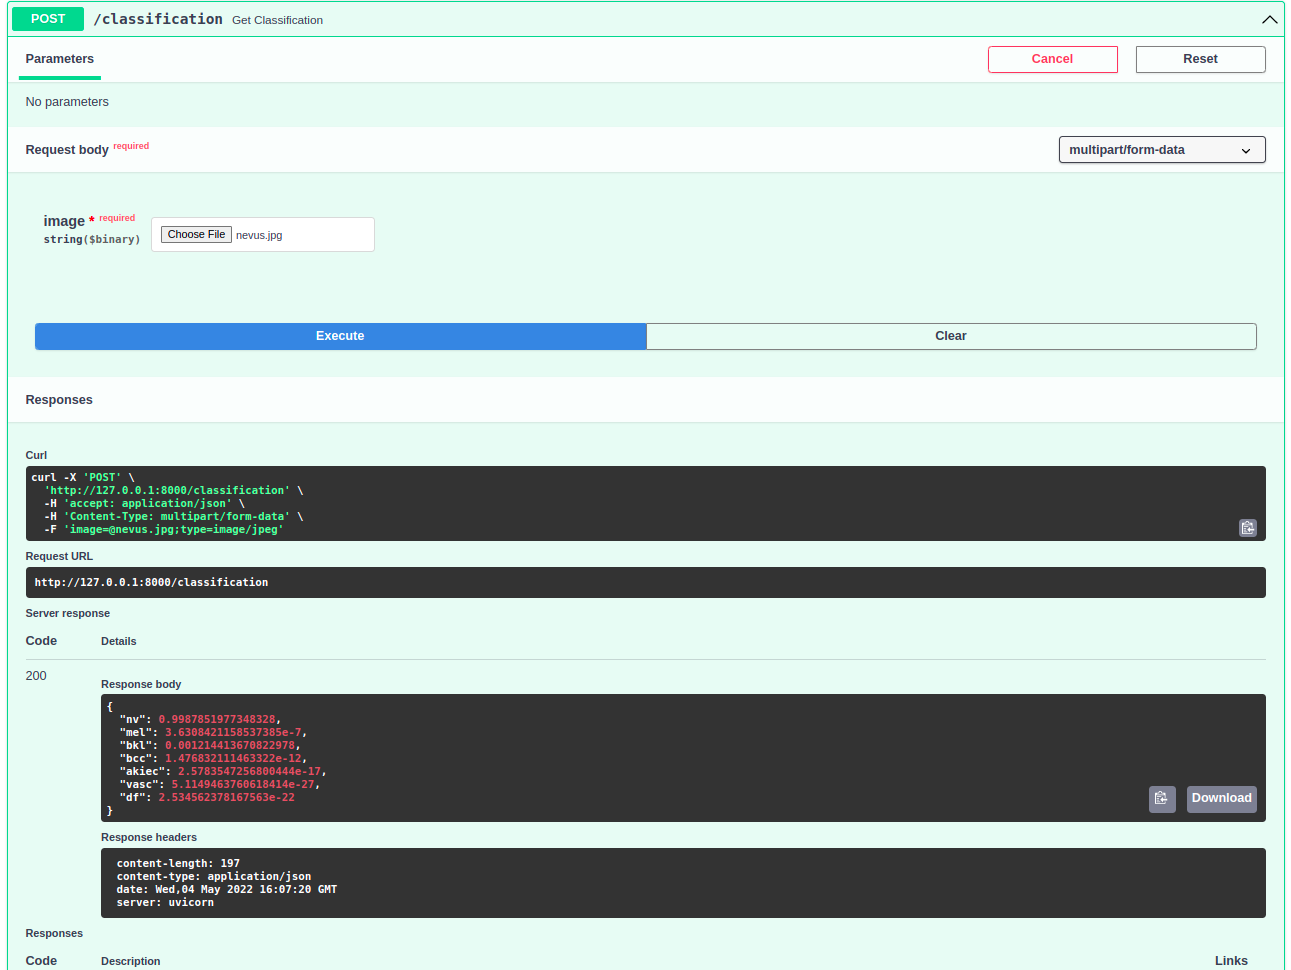 POST /classification Get Classification
Parameters Cancel Reset
No parameters
Request body required multipart/form-data
image * required
string($binary) Choose File nevus.jpg
Execute Clear
Responses
Curl
curl -X 'POST' \
'http://127.0.0.1:8000/classification' \
-H 'accept: application/json' \
-H 'Content-Type: multipart/form-data' \
-F 'image=@nevus.jpg;type=image/jpeg'
Request URL
http://127.0.0.1:8000/classification
Server response
Code Details
200
Response body
{
"nv": 0.9987851977348328,
"mel": 3.6308421158537385e-7,
"bkl": 0.001214413670822978,
"bcc": 1.476832111463322e-12,
"akiec": 2.5783547256800444e-17,
"vasc": 5.1149463760618414e-27,
"df": 2.534562378167563e-22
}
Download
Response headers
content-length: 197
content-type: application/json
date: Wed,04 May 2022 16:07:20 GMT
server: uvicorn
Responses
Code Description Links